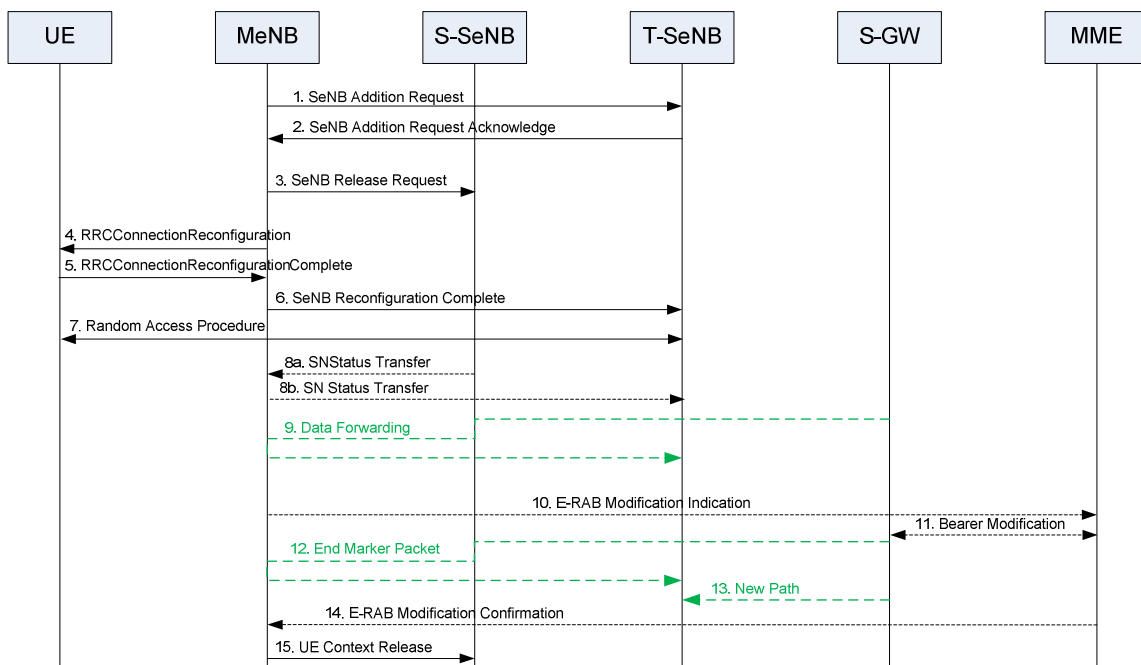 UE
MeNB
S-SeNB
T-SeNB
S-GW
MME
1. SeNB Addition Request
2. SeNB Addition Request Acknowledge
3. SeNB Release Request
4. RRCConnectionReconfiguration
5. RRCConnectionReconfigurationComplete
6. SeNB Reconfiguration Complete
7. Random Access Procedure
8a. SNStatus Transfer
8b. SN Status Transfer
9. Data Forwarding
10. E-RAB Modification Indication
11. Bearer Modification
12. End Marker Packet
13. New Path
14. E-RAB Modification Confirmation
15. UE Context Release